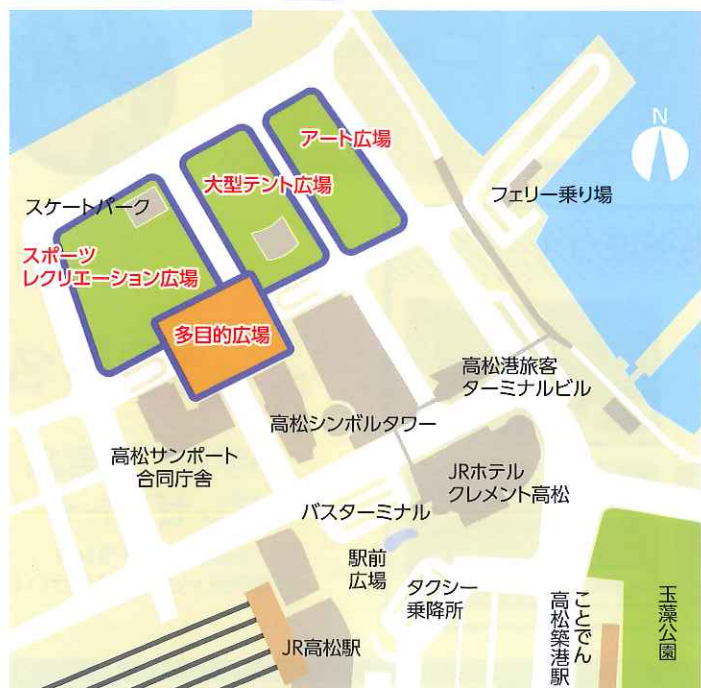 アート広場
N
大型テント広場
フェリー乗り場
スケートパーク
スポーツ
レクリエーション広場
多目的広場
高松港旅客
ターミナルビル
高松シンボルタワー
高松サンポート
合同庁舎
JRホテル
クレメント高松
バスターミナル
駅前
広場
タクシー
乗降所
ことでん
高松築港駅
玉藻公園
JR高松駅